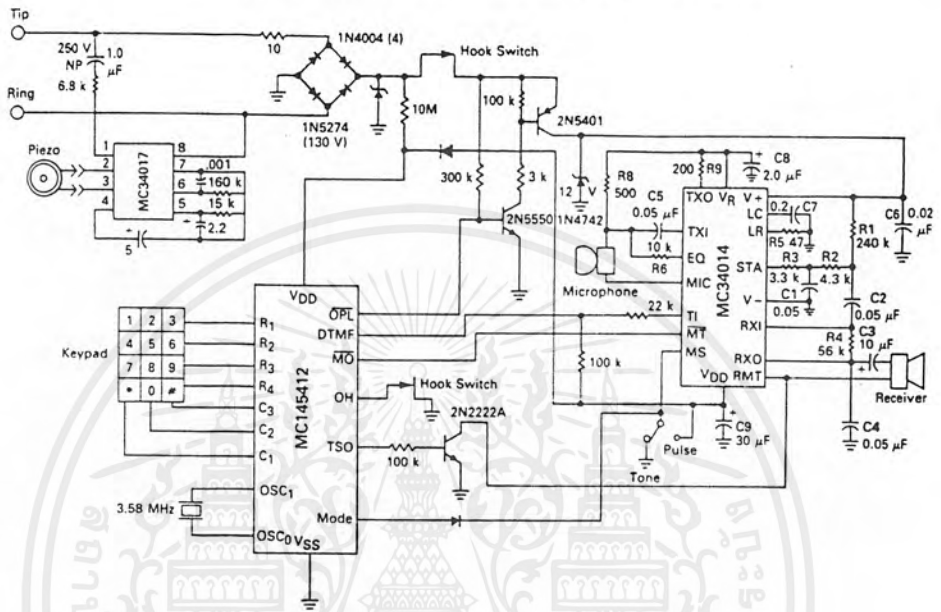 Tip
250 V
NP
1.0
µF
6.8 k
Ring
10
1N4004 (4)
1N5274
(130 V)
Hook Switch
10M
100 k
2N5401
300 k
3 k
2N5550
12 V
1N4742
Piezo
1
2
3
4
MC34017
8
7
6
5
.001
160 k
15 k
2.2
+
5
+
R8
500
C5
0.05 µF
10 k
R6
Microphone
200
R9
C8
2.0 µF
+
TXO
VR
V+
TXI
LC
LR
EQ
STA
MIC
V−
TI
RXI
MT
RXO
MS
VDD
RMT
MC34014
0.2
C7
R5 47
R3
3.3 k
R2
4.3 k
C1
0.05
R1
240 k
C6
0.02
µF
C2
0.05 µF
C3
10 µF
R4
56 k
+
Receiver
C4
0.05 µF
+
C9
30 µF
22 k
100 k
Pulse
Tone
Keypad
1 2 3
4 5 6
7 8 9
* 0 #
VDD
R1
R2
R3
R4
C3
C2
C1
OSC1
OSC0
VSS
MC145412
OPL
DTMF
MO
OH
TSO
Mode
Hook Switch
2N2222A
100 k
3.58 MHz